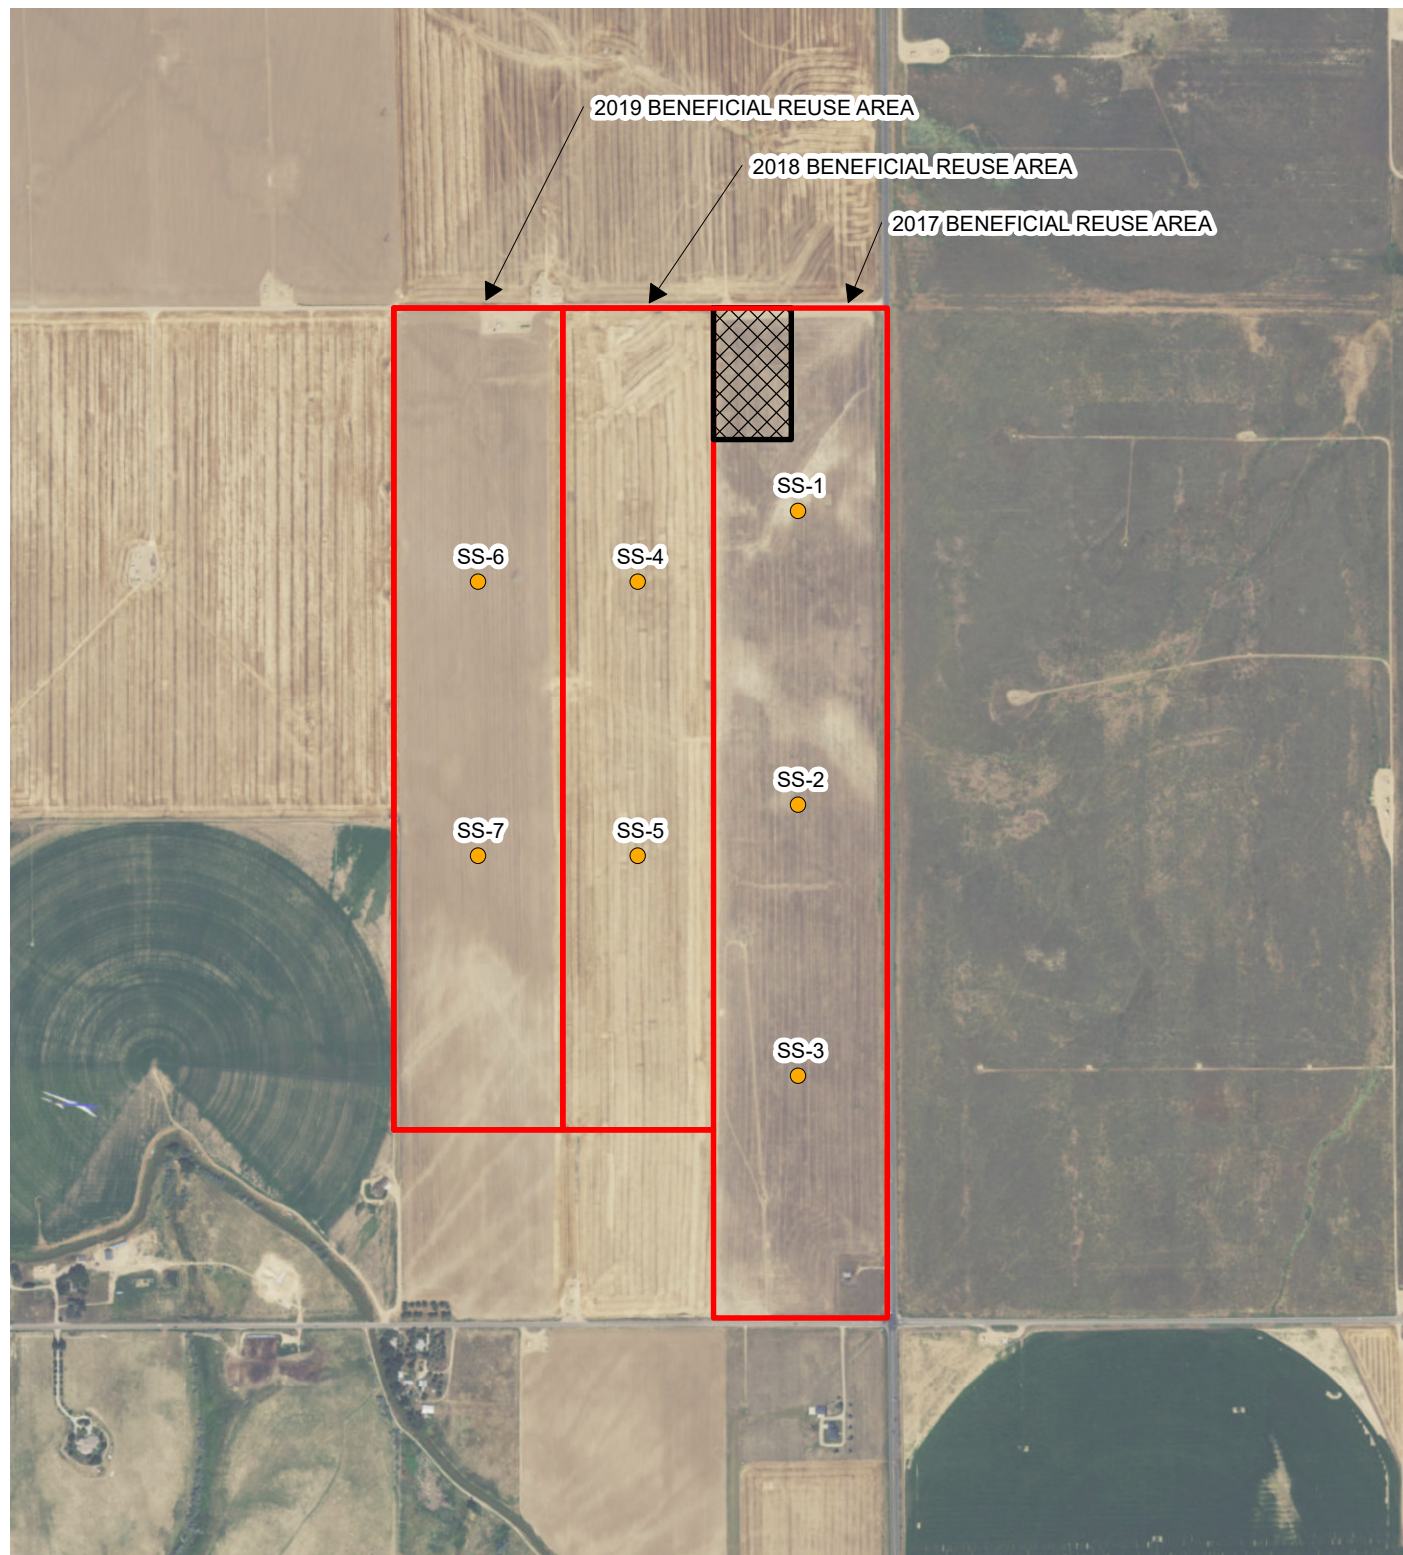 2019 BENEFICIAL REUSE AREA
2018 BENEFICIAL REUSE AREA
2017 BENEFICIAL REUSE AREA
SS-1
SS-6
SS-4
SS-2
SS-7
SS-5
SS-3